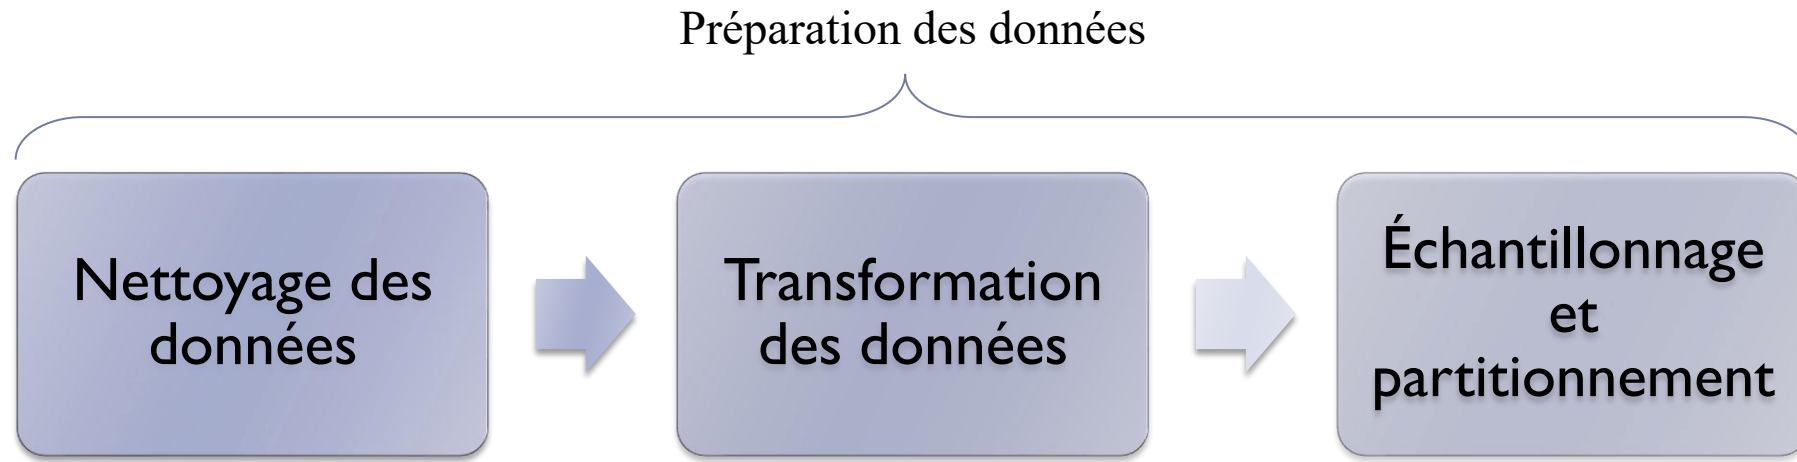 Préparation des données
Nettoyage des
données
Transformation
des données
Échantillonnage
et
partitionnement